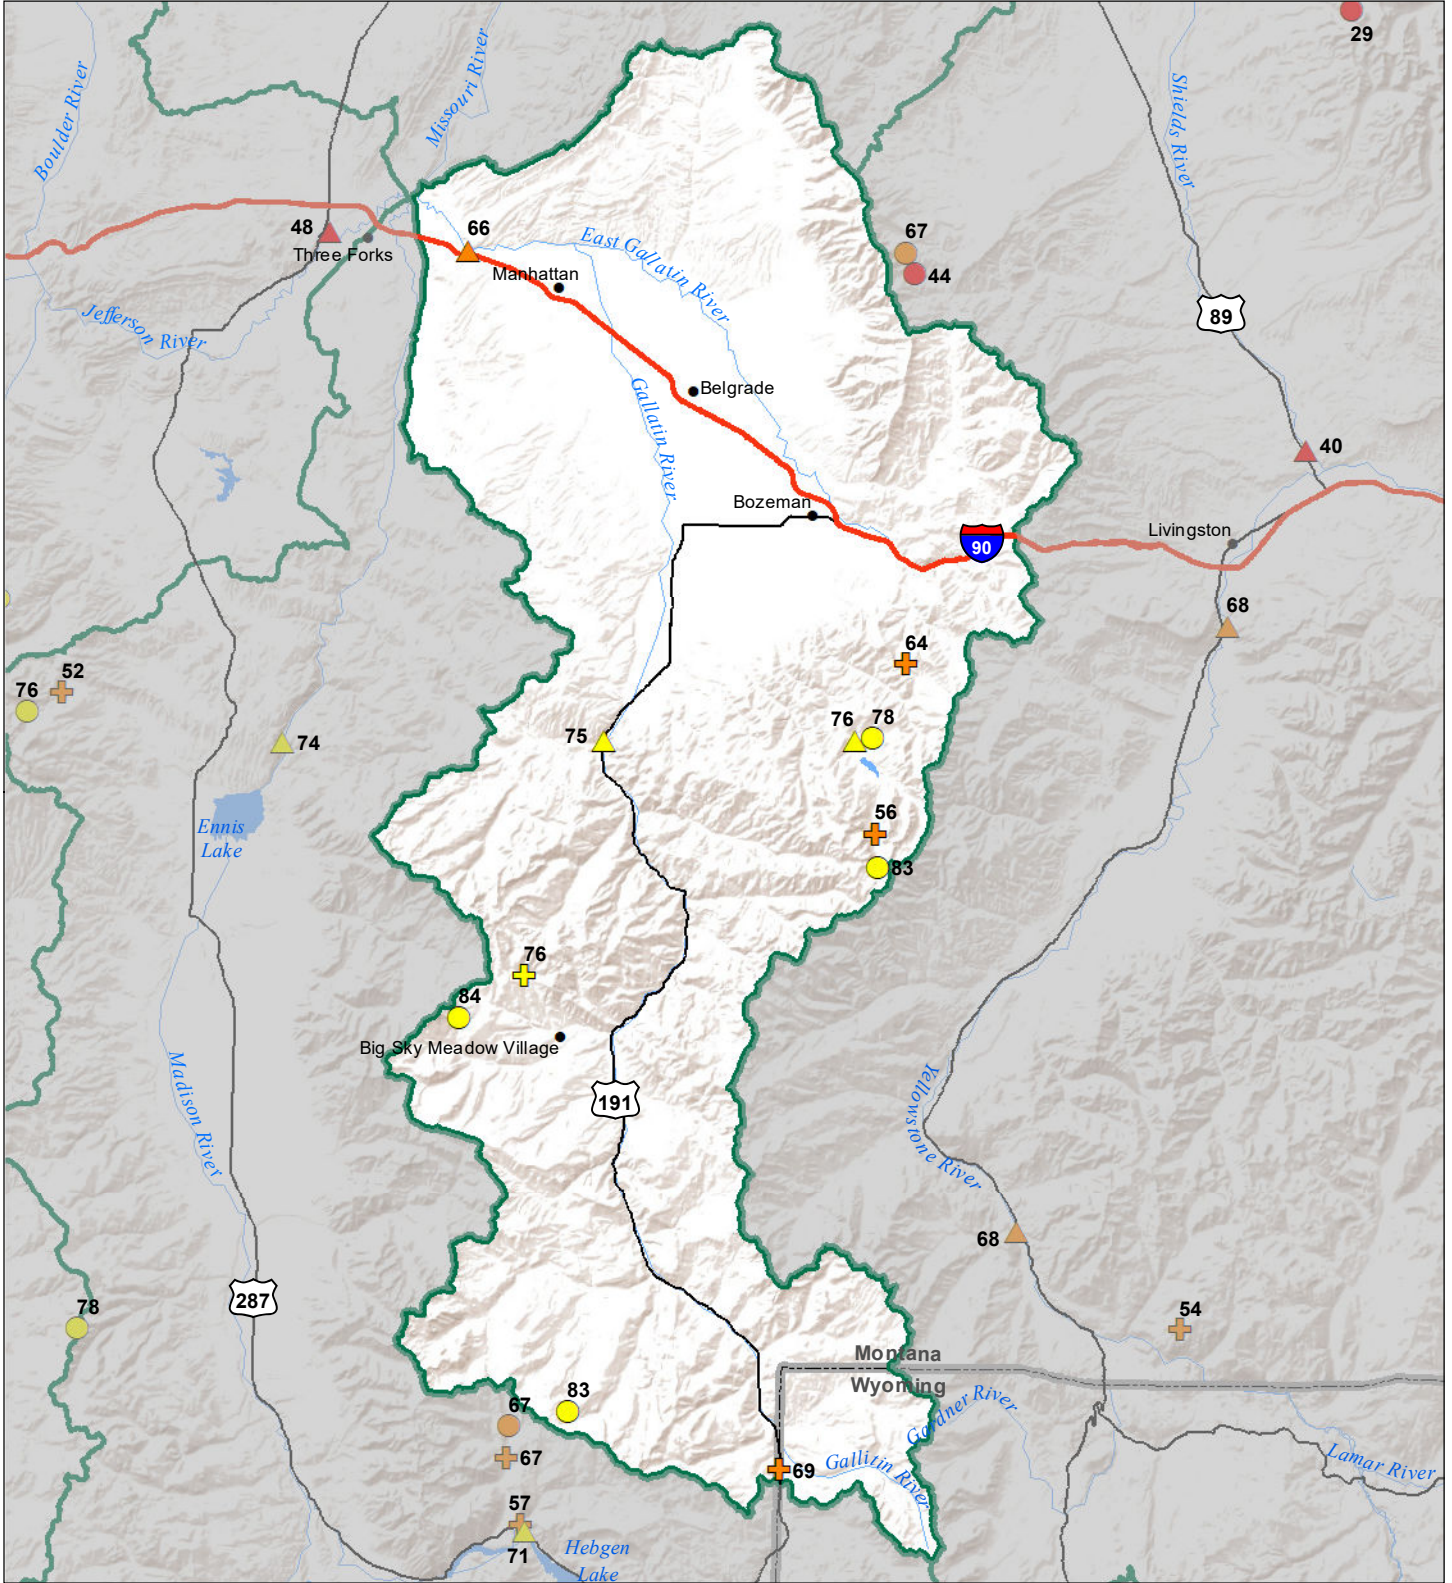 29
Missouri River
Boulder River
Shields River
48
Three Forks
66
East Gallatin River
67
44
Manhattan
89
Jefferson River
Belgrade
Gallatin River
40
Bozeman
90
Livingston
68
64
52
76
75
76
78
74
56
Ennis
Lake
83
76
84
Big Sky Meadow Village
Madison River
191
Yellowstone River
68
287
78
54
Montana
Wyoming
Gardner River
83
67
67
69
Gallitin River
Lamar River
57
71
Hebgen
Lake